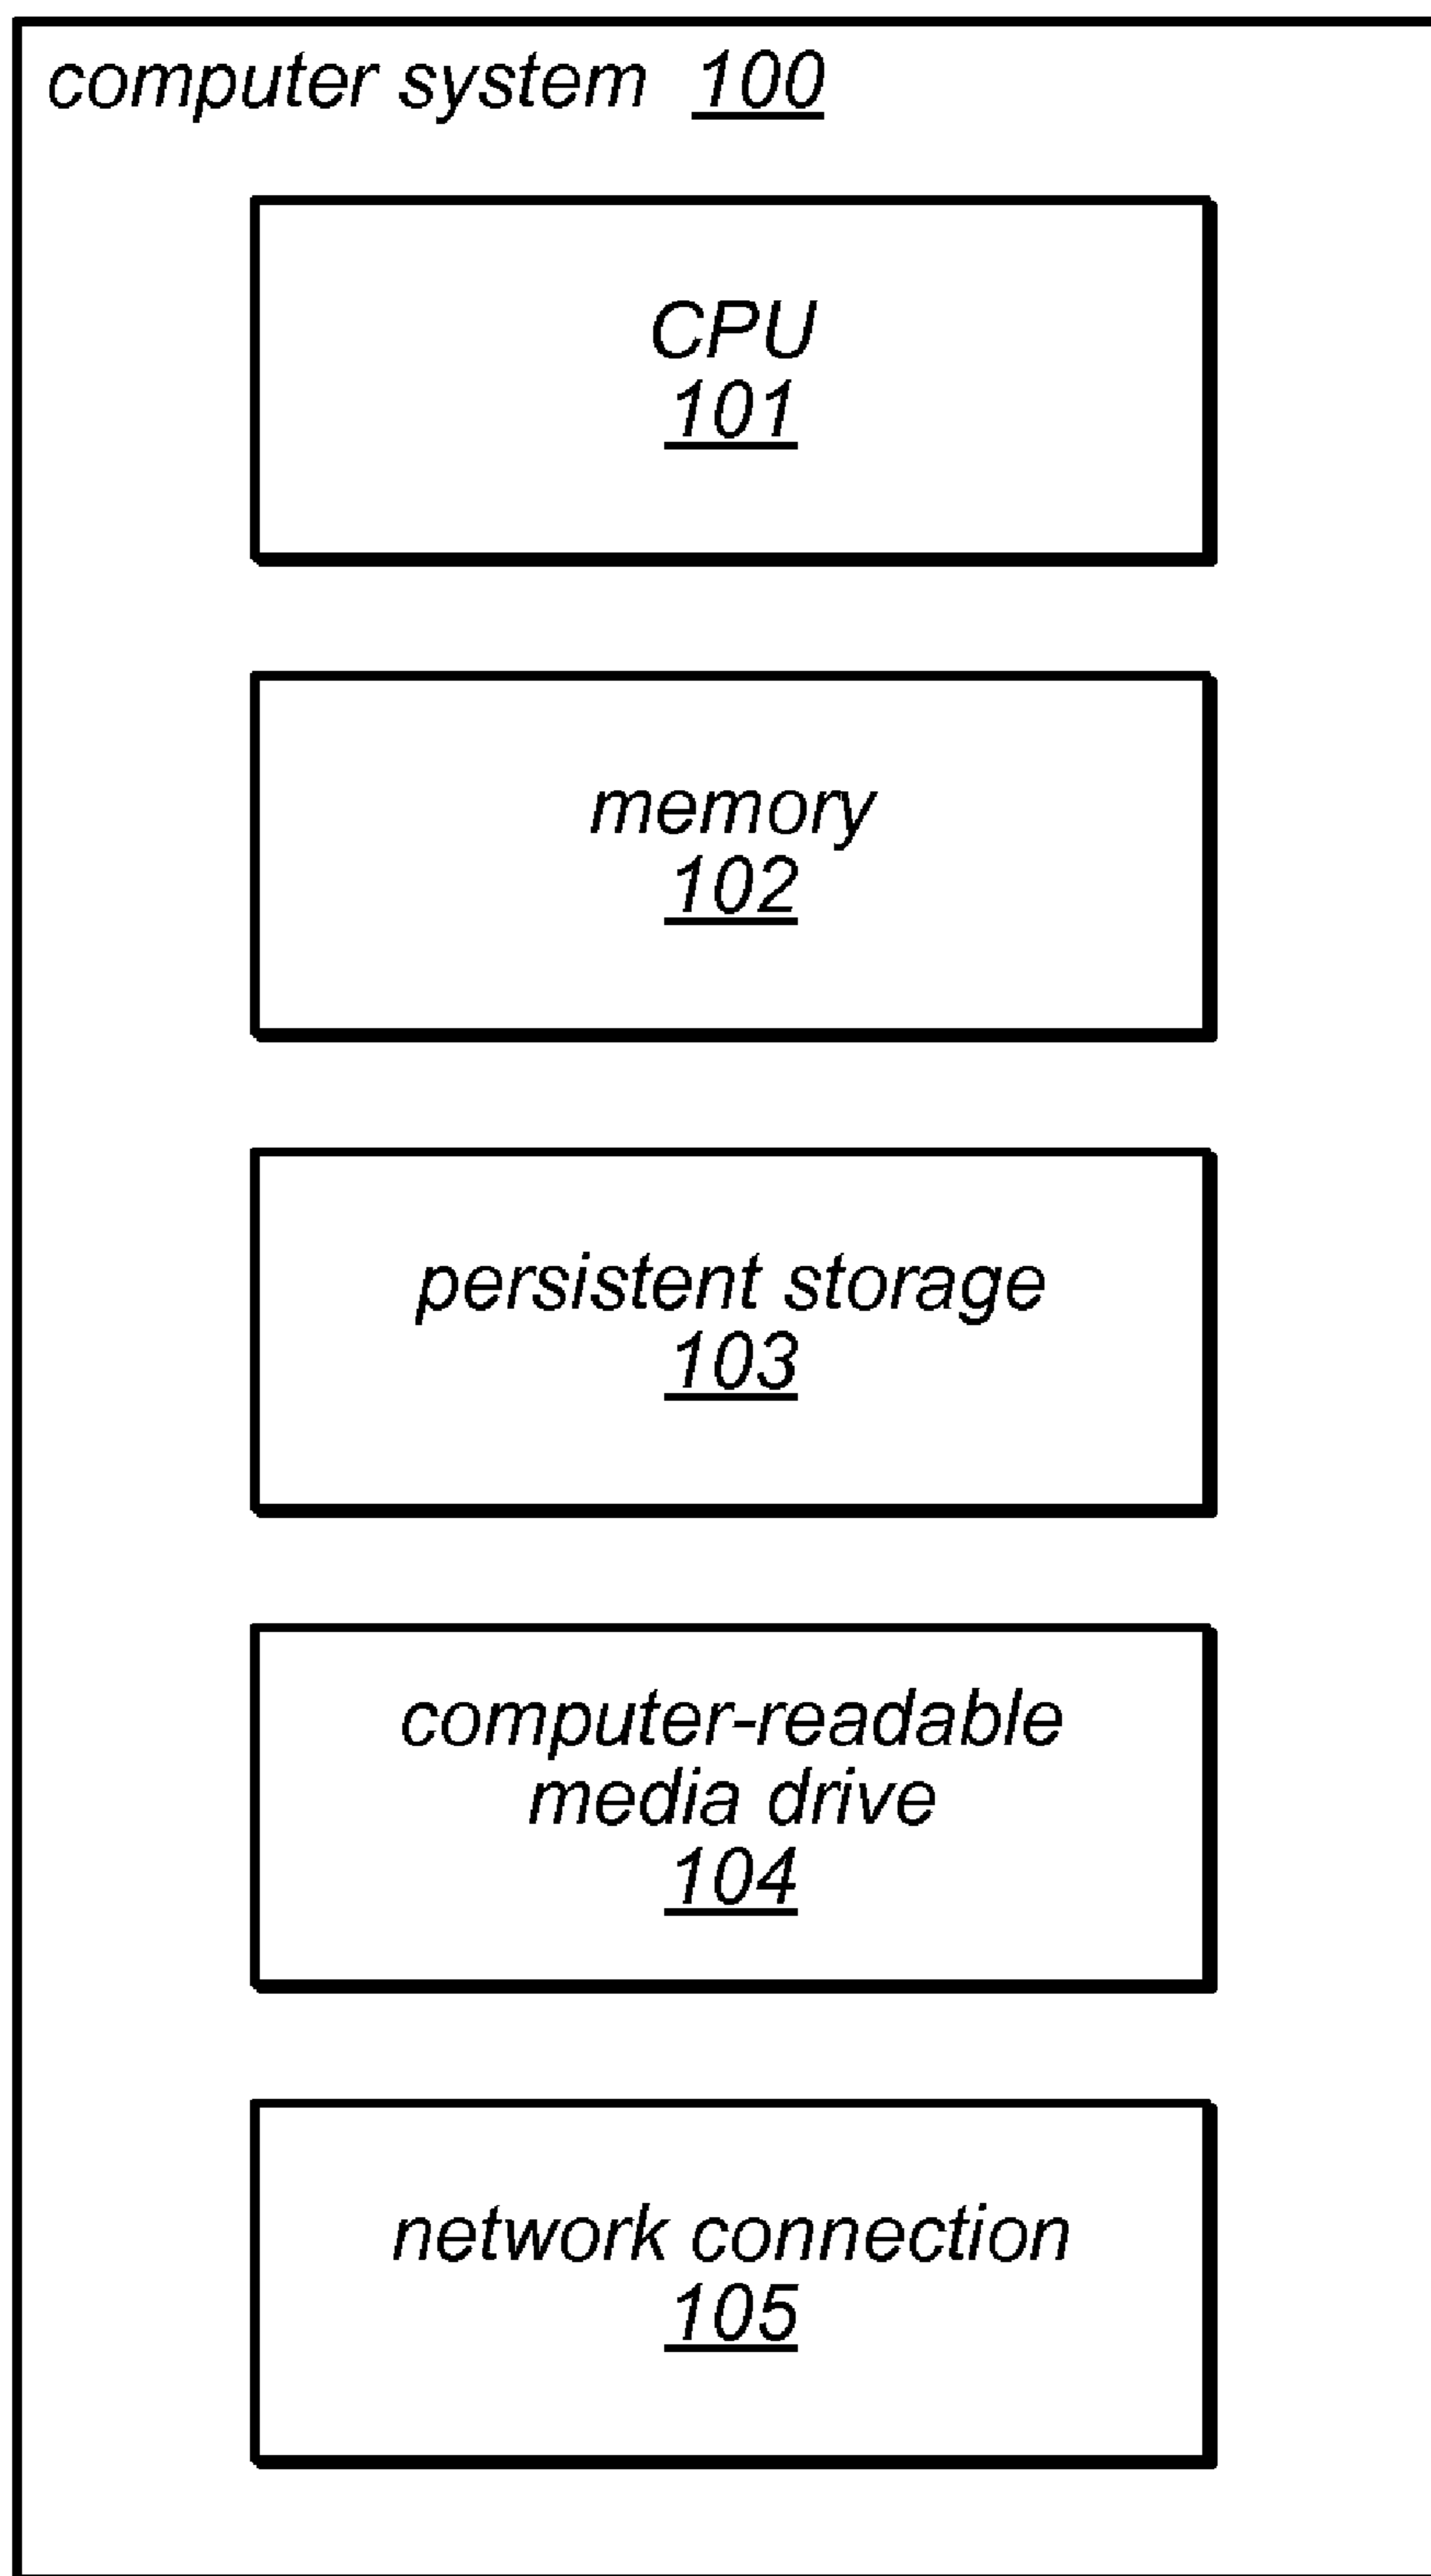 computer system 100
CPU
101
memory
102
persistent storage
103
computer-readable
media drive
104
network connection
105